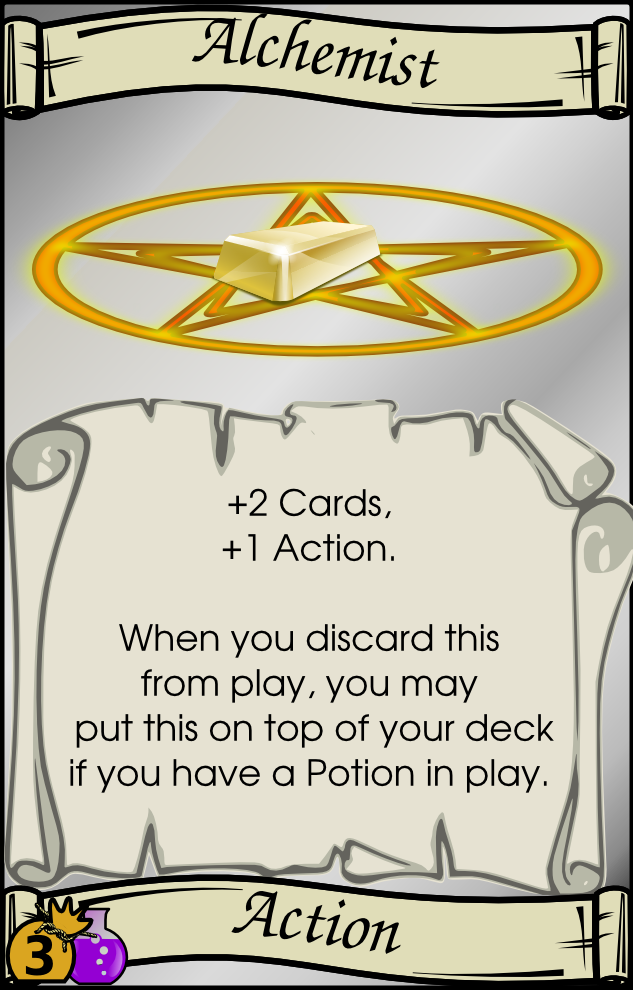 Alchemist
+2 Cards,
+1 Action.
When you discard this
from play, you may
put this on top of your deck
if you have a Potion in play.
Action
3